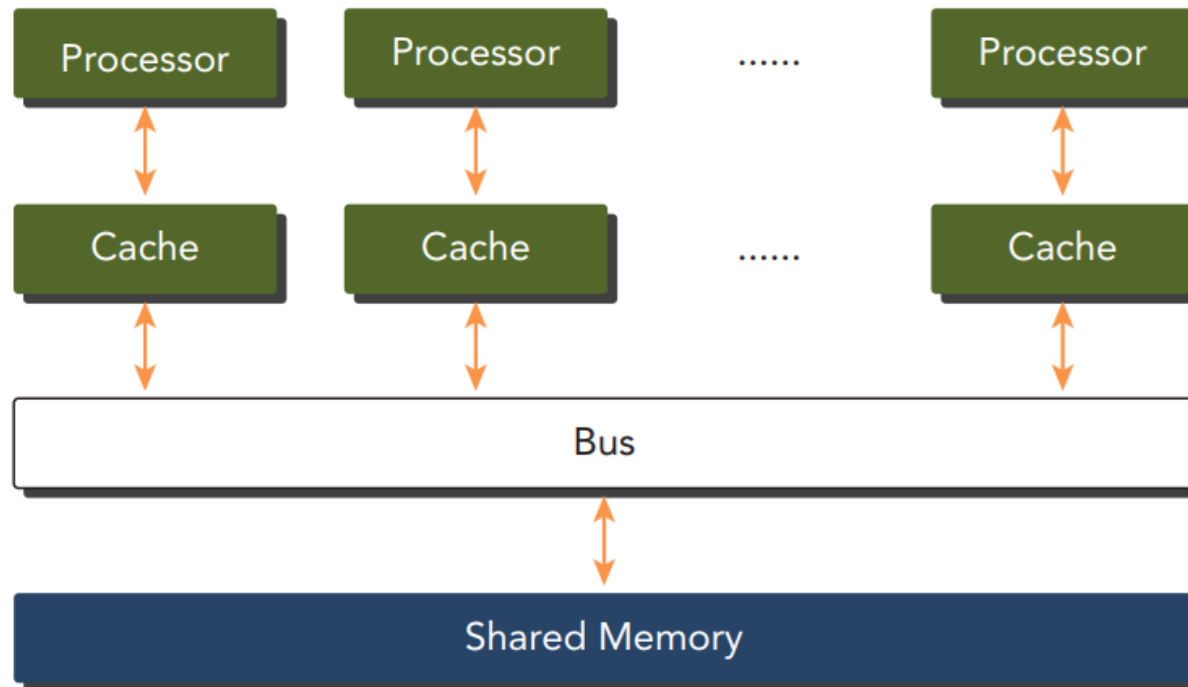 Processor Processor ...... Processor
Cache Cache ...... Cache
Bus
Shared Memory